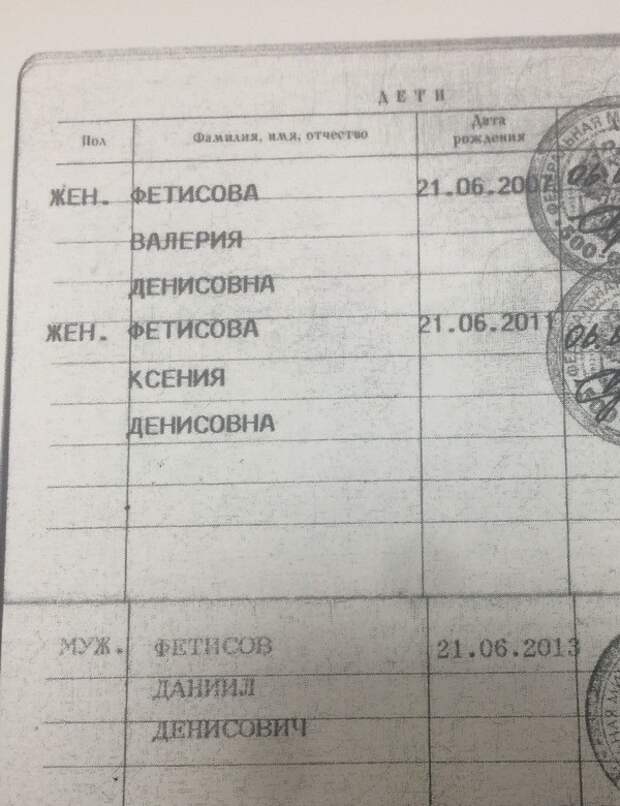 ДЕТИ
Пол Фамилия, имя, отчество Дата рождения
ЖЕН. ФЕТИСОВА 21.06.2007
ВАЛЕРИЯ
ДЕНИСОВНА
ЖЕН. ФЕТИСОВА 21.06.2011
КСЕНИЯ
ДЕНИСОВНА
МУЖ. ФЕТИСОВ 21.06.2013
ДАНИИЛ
ДЕНИСОВИЧ